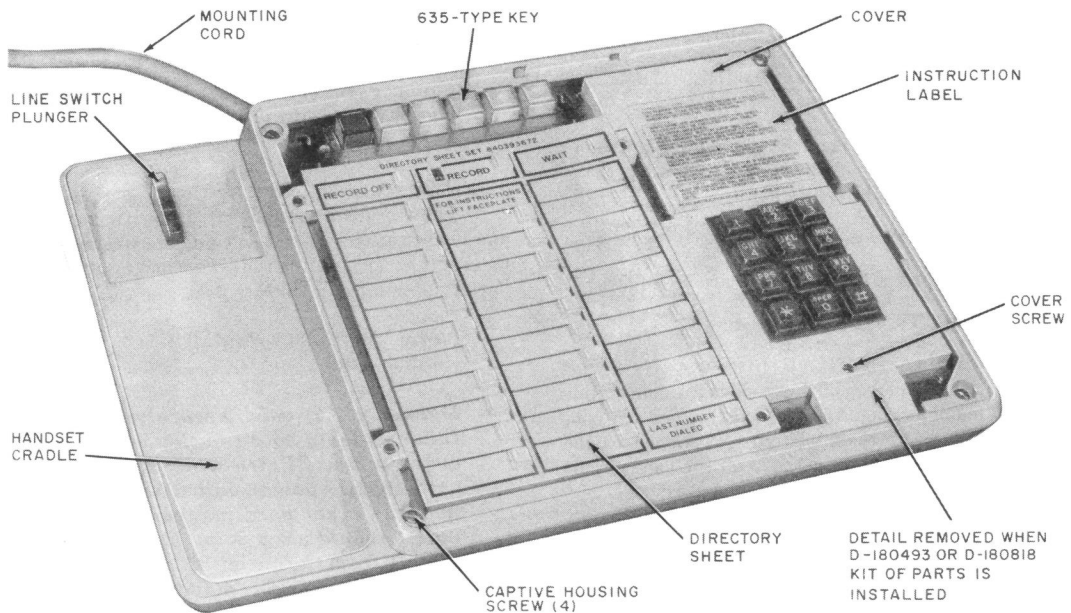 MOUNTING
CORD
635-TYPE KEY
COVER
INSTRUCTION
LABEL
LINE SWITCH
PLUNGER
DIRECTORY SHEET SET 840393672
RECORD OFF
RECORD
WAIT
FOR INSTRUCTIONS
LIFT FACEPLATE
COVER
SCREW
LAST NUMBER
DIALED
HANDSET
CRADLE
DIRECTORY
SHEET
DETAIL REMOVED WHEN
D-180493 OR D-180818
KIT OF PARTS IS
INSTALLED
CAPTIVE HOUSING
SCREW (4)